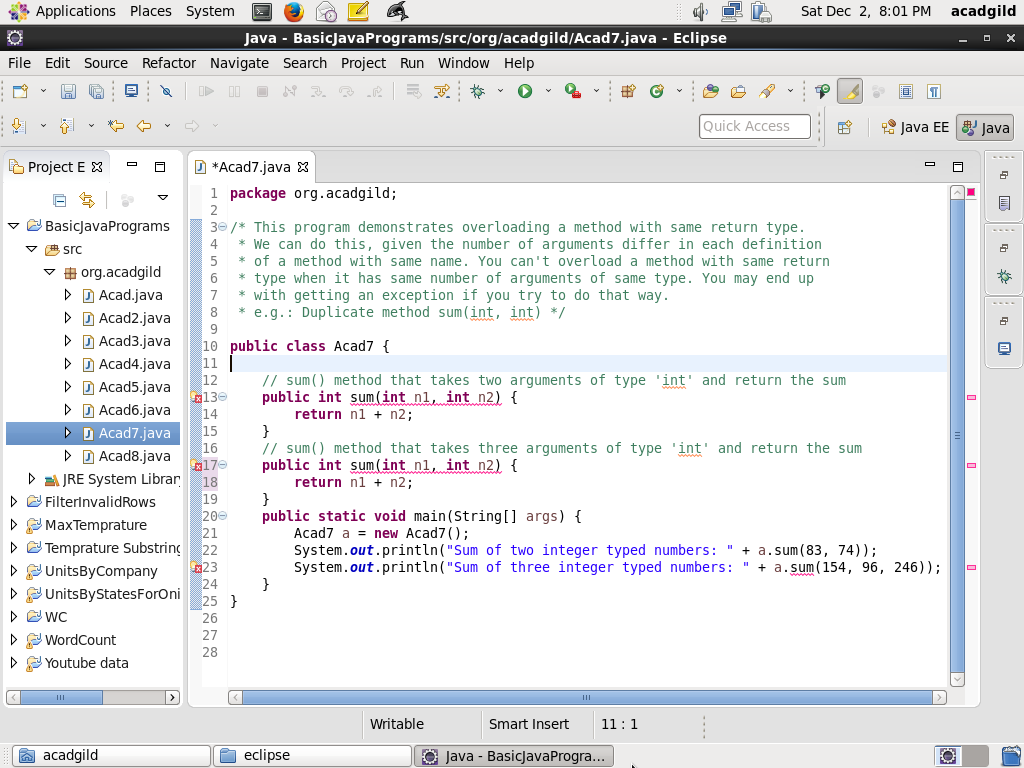 Applications Places System Sat Dec 2, 8:01 PM acadgild
Java - BasicJavaPrograms/src/org/acadgild/Acad7.java - Eclipse
File Edit Source Refactor Navigate Search Project Run Window Help
Quick Access Java EE Java
Project E
BasicJavaPrograms
src
org.acadgild
Acad.java
Acad2.java
Acad3.java
Acad4.java
Acad5.java
Acad6.java
Acad7.java
Acad8.java
JRE System Library
FilterInvalidRows
MaxTemprature
Temprature Substring
UnitsByCompany
UnitsByStatesForOni
WC
WordCount
Youtube data
*Acad7.java
1 package org.acadgild;
2
3 /* This program demonstrates overloading a method with same return type.
4 * We can do this, given the number of arguments differ in each definition
5 * of a method with same name. You can't overload a method with same return
6 * type when it has same number of arguments of same type. You may end up
7 * with getting an exception if you try to do that way.
8 * e.g.: Duplicate method sum(int, int) */
9
10 public class Acad7 {
11
12 // sum() method that takes two arguments of type 'int' and return the sum
13 public int sum(int n1, int n2) {
14 return n1 + n2;
15 }
16 // sum() method that takes three arguments of type 'int' and return the sum
17 public int sum(int n1, int n2) {
18 return n1 + n2;
19 }
20 public static void main(String[] args) {
21 Acad7 a = new Acad7();
22 System.out.println("Sum of two integer typed numbers: " + a.sum(83, 74));
23 System.out.println("Sum of three integer typed numbers: " + a.sum(154, 96, 246));
24 }
25 }
26
27
28
Writable Smart Insert 11 : 1
acadgild eclipse Java - BasicJavaProgra...